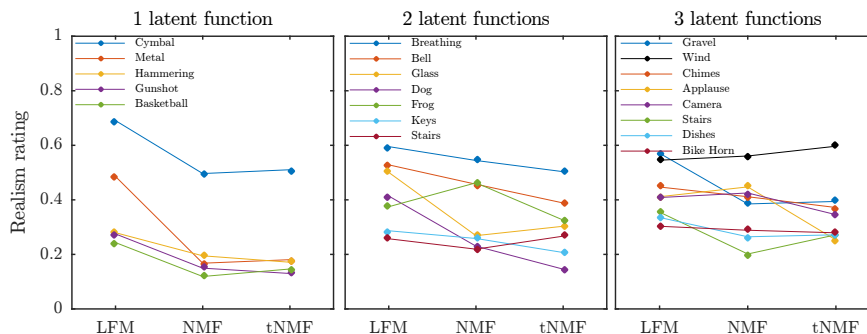 1 latent function
2 latent functions
3 latent functions
Realism rating
1
0.8
0.6
0.4
0.2
0
Cymbal
Metal
Hammering
Gunshot
Basketball
Breathing
Bell
Glass
Dog
Frog
Keys
Stairs
Gravel
Wind
Chimes
Applause
Camera
Stairs
Dishes
Bike Horn
LFM NMF tNMF
LFM NMF tNMF
LFM NMF tNMF